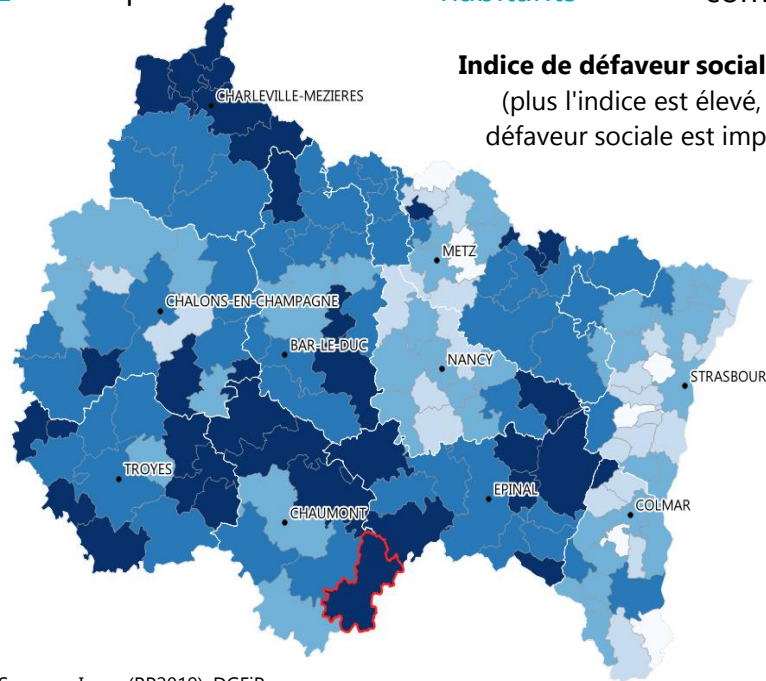 Habitants
Indice de défaveur social
(plus l'indice est élevé,
défaveur sociale est imp
CHARLEVILLE-MEZIERES
METZ
CHALONS-EN-CHAMPAGNE
BAR-LE-DUC
NANCY
STRASBOUR
TROYES
EPINAL
COLMAR
CHAUMONT